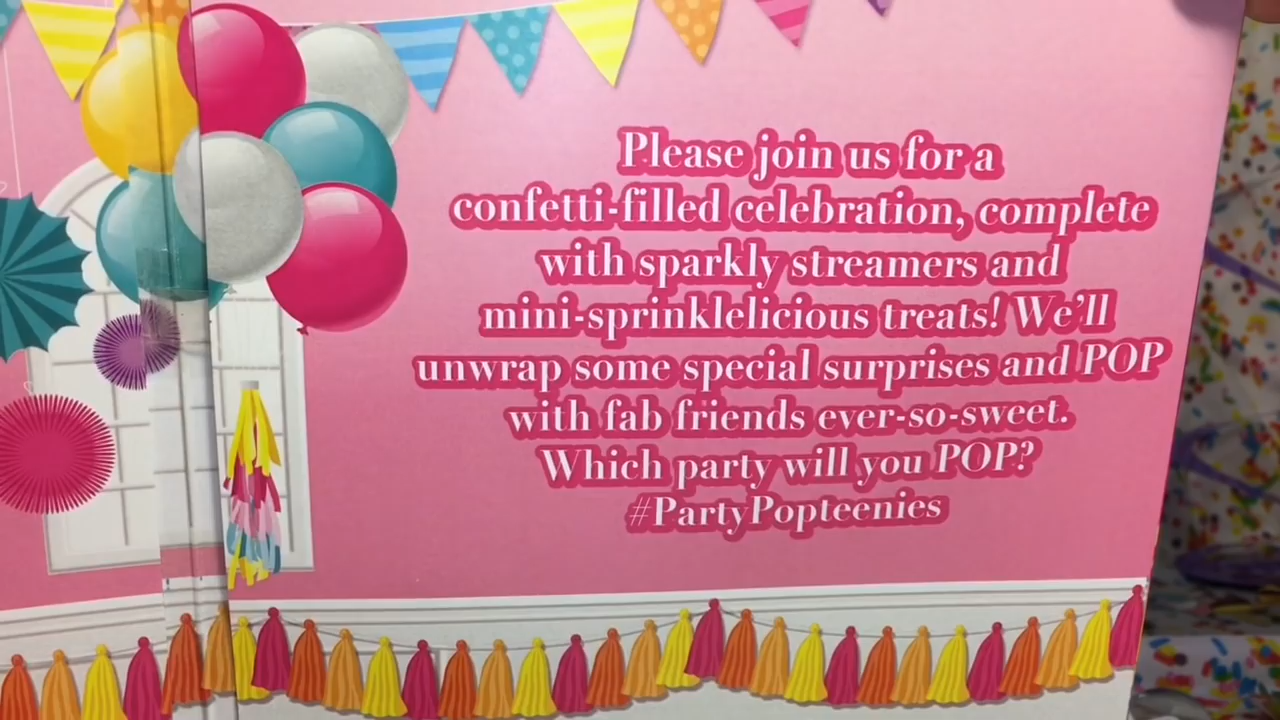 Please join us for a
confetti-filled celebration, complete
with sparkly streamers and
mini-sprinklelicious treats! We'll
unwrap some special surprises and POP
with fab friends ever-so-sweet.
Which party will you POP?
#PartyPopteenies